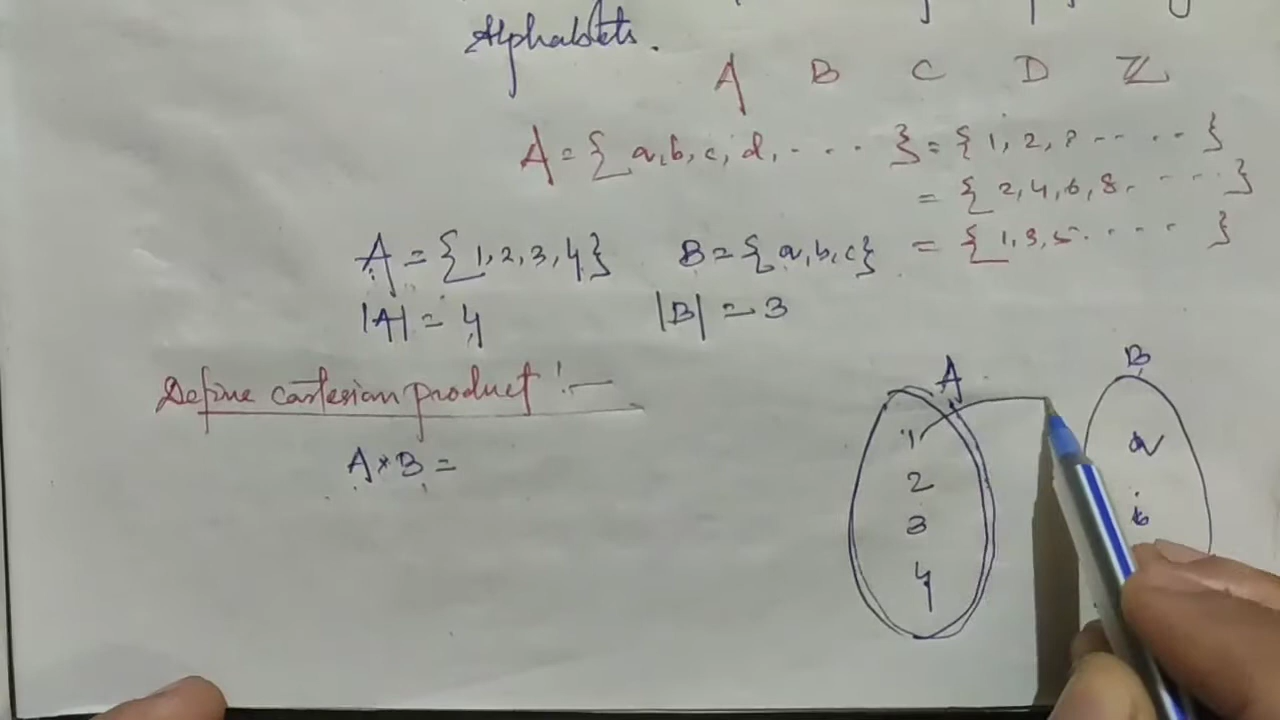 Alphabets.
A B C D Z
A = { a, b, c, d, . . . . } = { 1, 2, 3 - - . . . }
= { 2, 4, 6, 8. . . . . }
A = { 1, 2, 3, 4 } B = { a, b, c } = { 1, 3, 5 . . . . . }
|A| = 4 |B| = 3
Define cartesian product :-
A × B =
A B
1 a
2
3 b
4